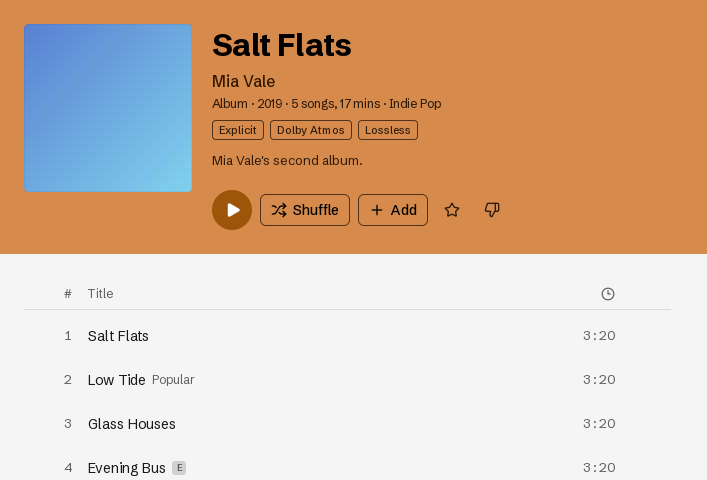 Salt Flats
Mia Vale
Album · 2019 · 5 songs, 17 mins · Indie Pop
Explicit Dolby Atmos Lossless
Mia Vale's second album.
Shuffle Add
# Title
1 Salt Flats 3:20
2 Low Tide Popular 3:20
3 Glass Houses 3:20
4 Evening Bus E 3:20